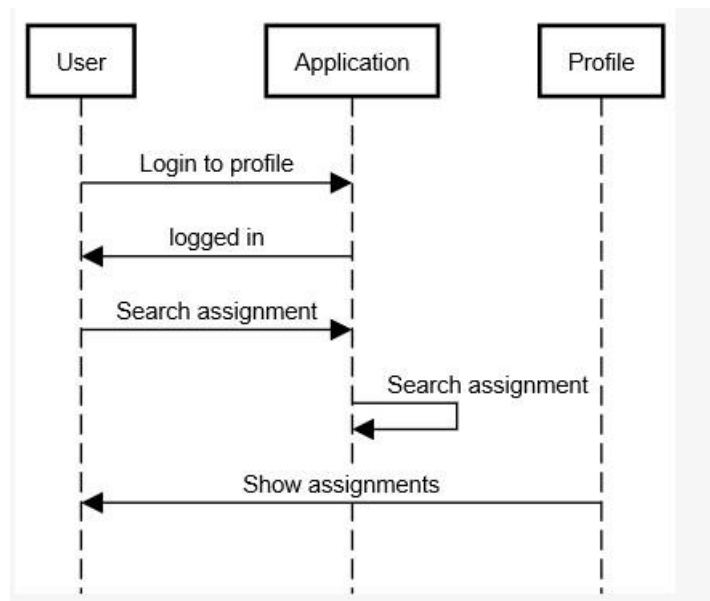 User
Application
Profile
Login to profile
logged in
Search assignment
Search assignment
Show assignments